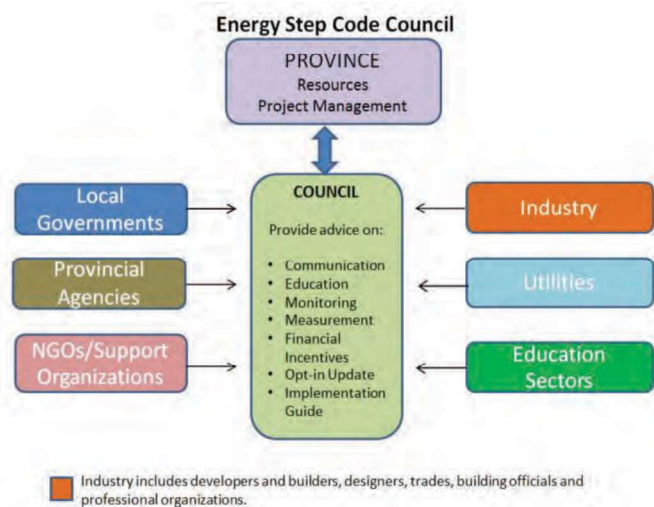 Energy Step Code Council
PROVINCE
Resources
Project Management
COUNCIL
Provide advice on:
• Communication
• Education
• Monitoring
• Measurement
• Financial
Incentives
• Opt-in Update
• Implementation
Guide
Local
Governments
Provincial
Agencies
NGOs/Support
Organizations
Industry
Utilities
Education
Sectors
Industry includes developers and builders, designers, trades, building officials and
professional organizations.